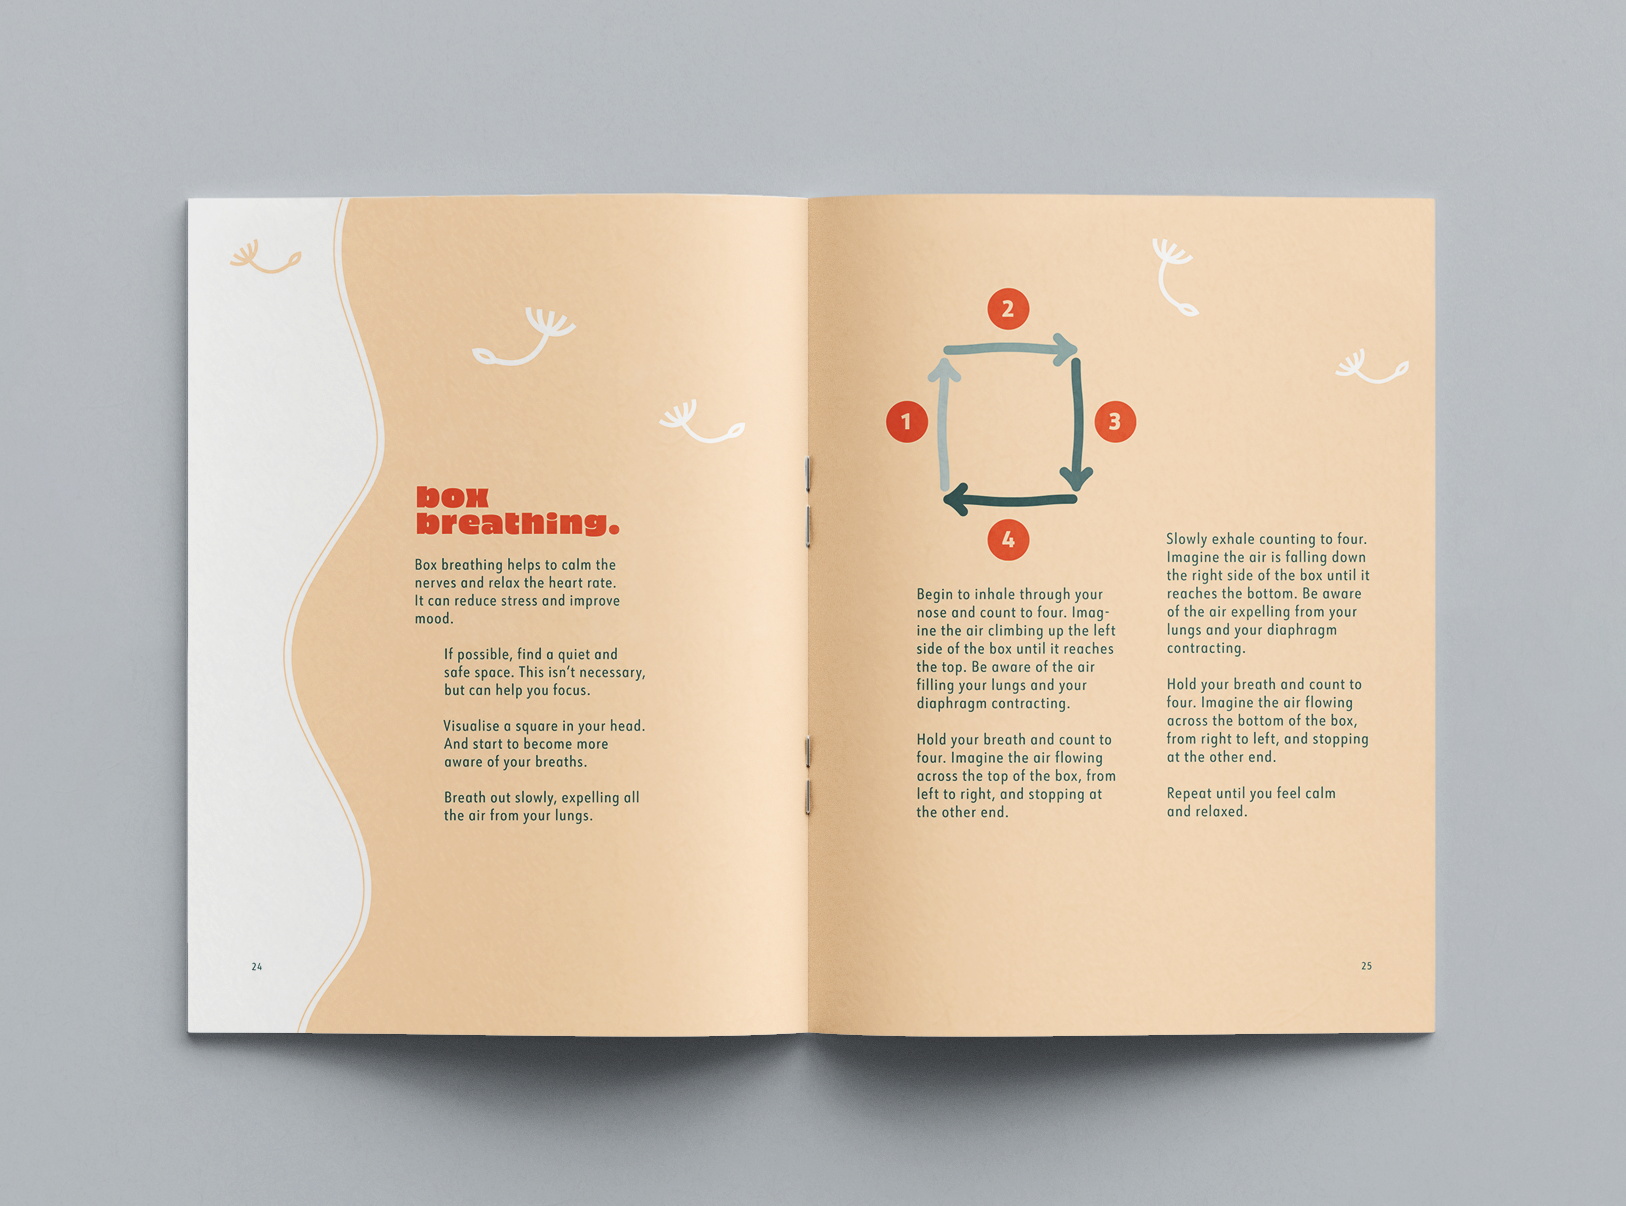 box
breathing.
Box breathing helps to calm the
nerves and relax the heart rate.
It can reduce stress and improve
mood.
If possible, find a quiet and
safe space. This isn't necessary,
but can help you focus.
Visualise a square in your head.
And start to become more
aware of your breaths.
Breath out slowly, expelling all
the air from your lungs.
24
1
2
3
4
Begin to inhale through your
nose and count to four. Imag-
ine the air climbing up the left
side of the box until it reaches
the top. Be aware of the air
filling your lungs and your
diaphragm contracting.
Hold your breath and count to
four. Imagine the air flowing
across the top of the box, from
left to right, and stopping at
the other end.
Slowly exhale counting to four.
Imagine the air is falling down
the right side of the box until it
reaches the bottom. Be aware
of the air expelling from your
lungs and your diaphragm
contracting.
Hold your breath and count to
four. Imagine the air flowing
across the bottom of the box,
from right to left, and stopping
at the other end.
Repeat until you feel calm
and relaxed.
25